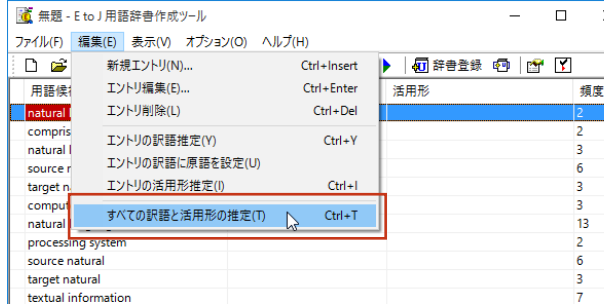 無題 - E to J 用語辞書作成ツール
ファイル(F) 編集(E) 表示(V) オプション(O) ヘルプ(H)
新規エントリ(N)... Ctrl+Insert
辞書登録
エントリ編集(E)... Ctrl+Enter
用語候 活用形 頻度
エントリ削除(L) Ctrl+Del
natural 2
compris 2
エントリの訳語推定(Y) Ctrl+Y
natural 3
エントリの訳語に原語を設定(U)
source 6
エントリの活用形推定(I) Ctrl+I
target 3
comput 3
すべての訳語と活用形の推定(T) Ctrl+T
natural 13
processing system 2
source natural 6
target natural 3
textual information 7